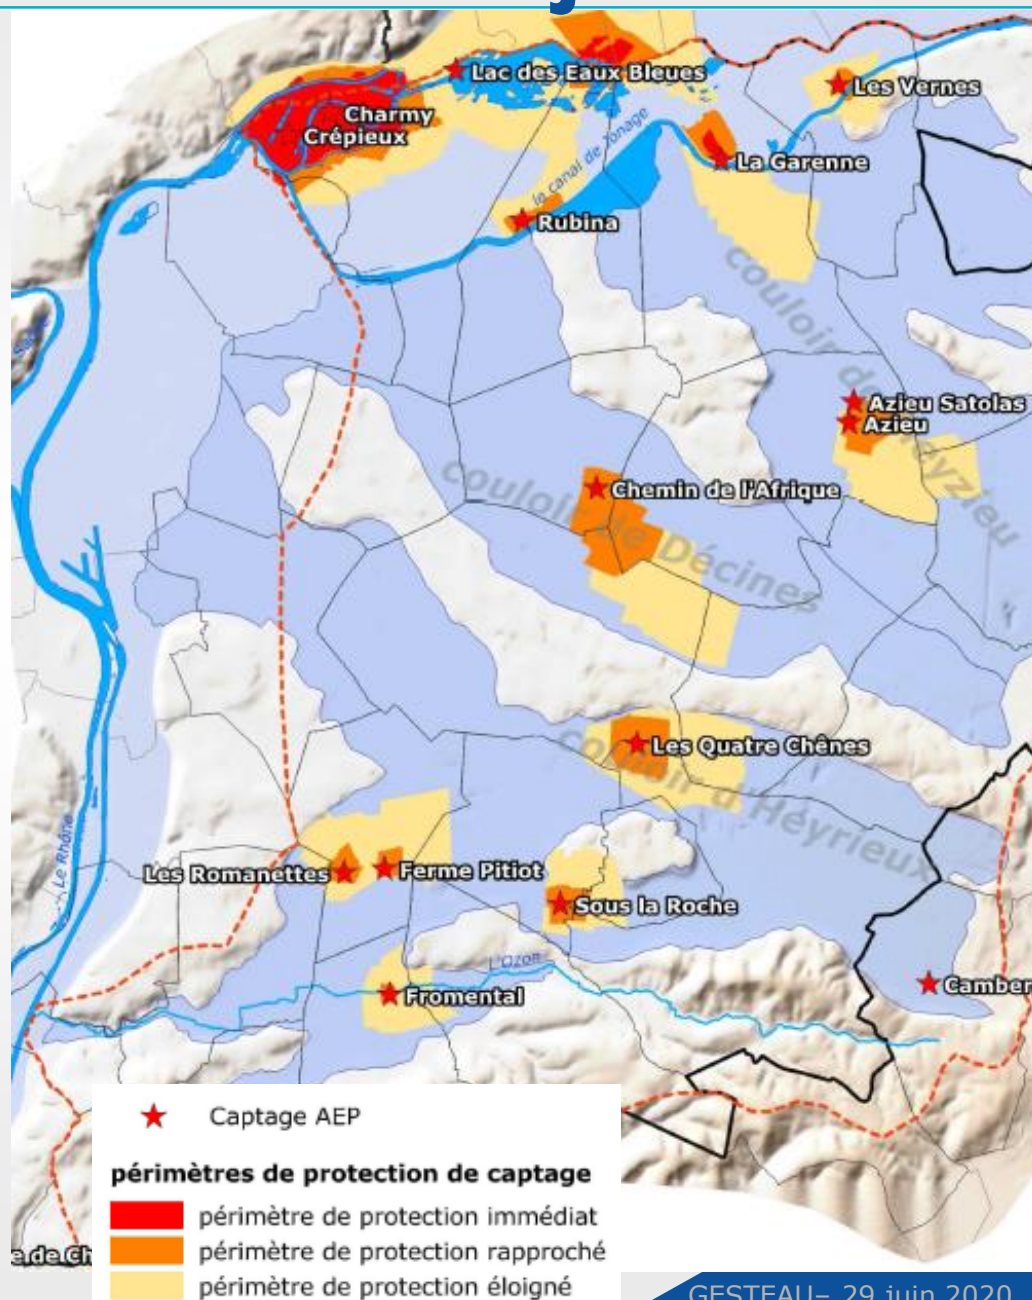 Lac des Eaux Bleues
Les Vernes
Charmy
Crépieux
le canal de Jonage
La Garenne
Rubina
couloir de Meyzieu
Azieu Satolas
Azieu
Chemin de l'Afrique
couloir de Décines
Les Quatre Chênes
couloir d'Heyrieux
Le Rhône
Les Romanettes
Ferme Pitiot
Sous la Roche
L'Ozon
Camber
Fromental
Captage AEP
périmètres de protection de captage
périmètre de protection immédiat
périmètre de protection rapproché
périmètre de protection éloigné
e de Ch
GESTEAU– 29 juin 2020